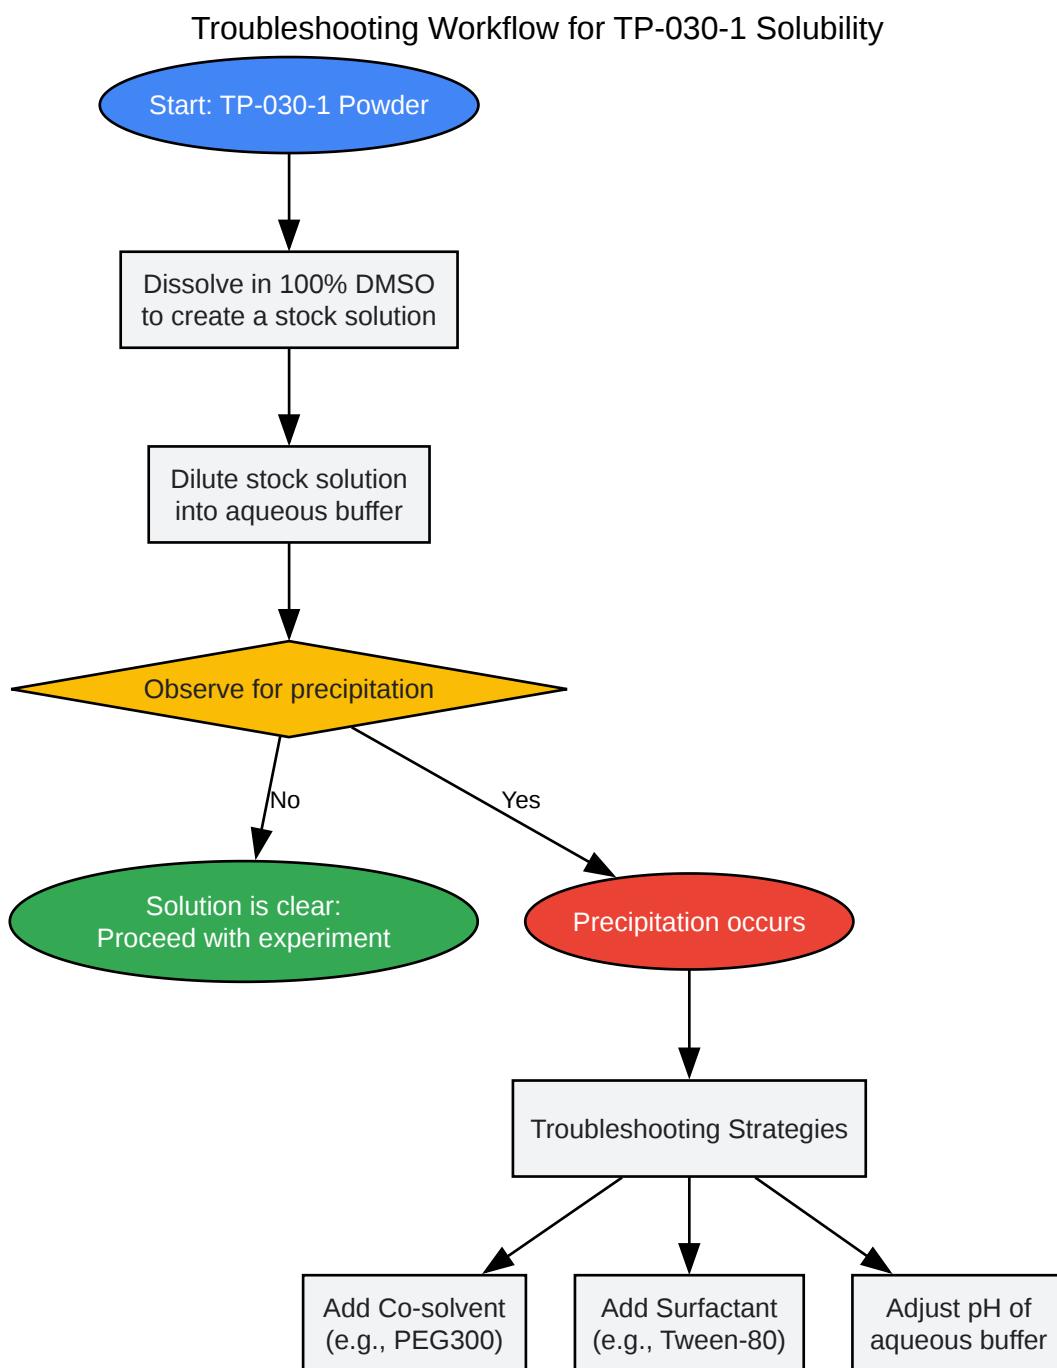 Troubleshooting Workflow for TP-030-1 Solubility
Start: TP-030-1 Powder
Dissolve in 100% DMSO
to create a stock solution
Dilute stock solution
into aqueous buffer
Observe for precipitation
No
Yes
Solution is clear:
Proceed with experiment
Precipitation occurs
Troubleshooting Strategies
Add Co-solvent
(e.g., PEG300)
Add Surfactant
(e.g., Tween-80)
Adjust pH of
aqueous buffer